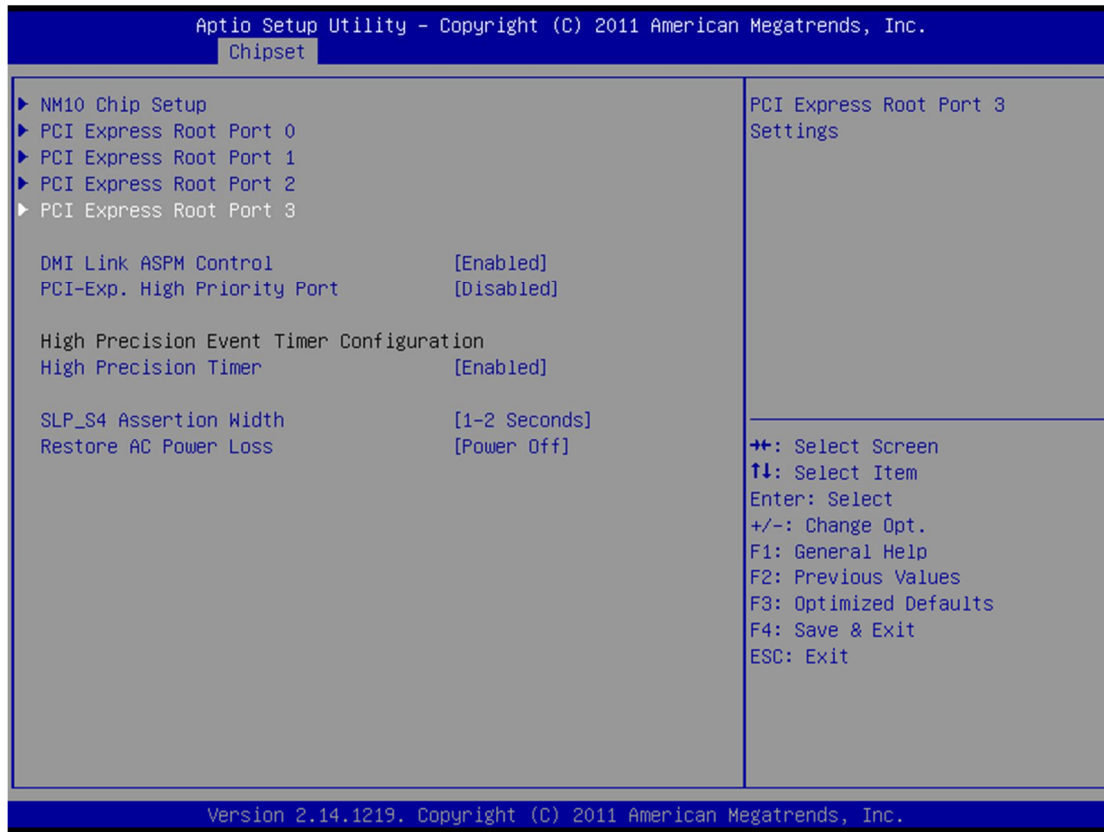 Aptio Setup Utility – Copyright (C) 2011 American Megatrends, Inc.
Chipset
▶ NM10 Chip Setup
▶ PCI Express Root Port 0
▶ PCI Express Root Port 1
▶ PCI Express Root Port 2
▶ PCI Express Root Port 3
DMI Link ASPM Control [Enabled]
PCI-Exp. High Priority Port [Disabled]
High Precision Event Timer Configuration
High Precision Timer [Enabled]
SLP_S4 Assertion Width [1-2 Seconds]
Restore AC Power Loss [Power Off]
PCI Express Root Port 3
Settings
→←: Select Screen
↑↓: Select Item
Enter: Select
+/-: Change Opt.
F1: General Help
F2: Previous Values
F3: Optimized Defaults
F4: Save & Exit
ESC: Exit
Version 2.14.1219. Copyright (C) 2011 American Megatrends, Inc.